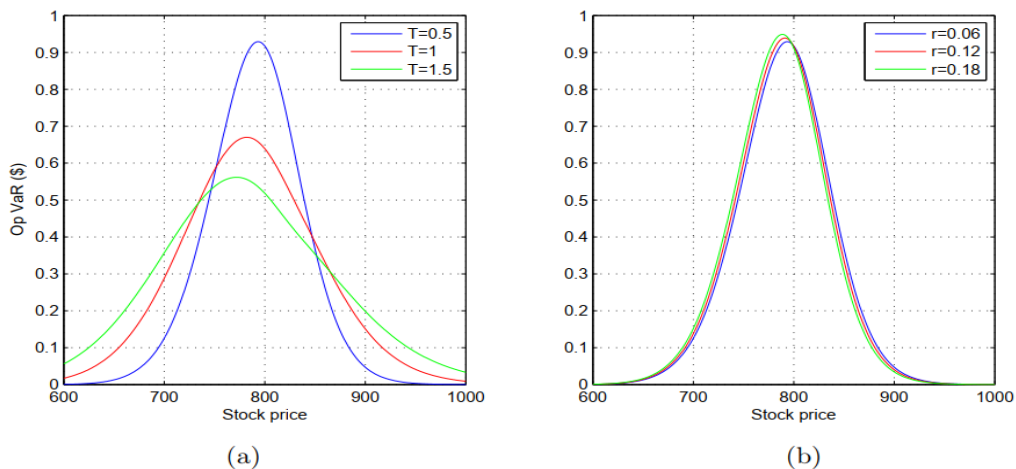 1
0.9
0.8
0.7
0.6
0.5
0.4
0.3
0.2
0.1
0
600 700 800 900 1000
Op VaR ($)
Stock price
T=0.5
T=1
T=1.5
(a)
1
0.9
0.8
0.7
0.6
0.5
0.4
0.3
0.2
0.1
0
600 700 800 900 1000
Stock price
r=0.06
r=0.12
r=0.18
(b)